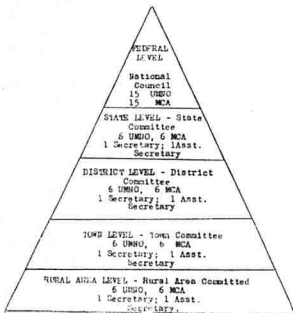 FEDERAL
LEVEL
National
Council
15 UMNO
15 MCA
STATE LEVEL - State
Committee
6 UMNO, 6 MCA
1 Secretary; 1Asst.
Secretary
DISTRICT LEVEL - District
Committee
6 UMNO, 6 MCA
1 Secretary; 1 Asst.
Secretary
TOWN LEVEL - Town Committee
6 UMNO, 6 MCA
1 Secretary; 1 Asst.
Secretary
RURAL AREA LEVEL - Rural Area Committed
6 UMNO, 6 MCA
1 Secretary; 1 Asst.
Secretary.